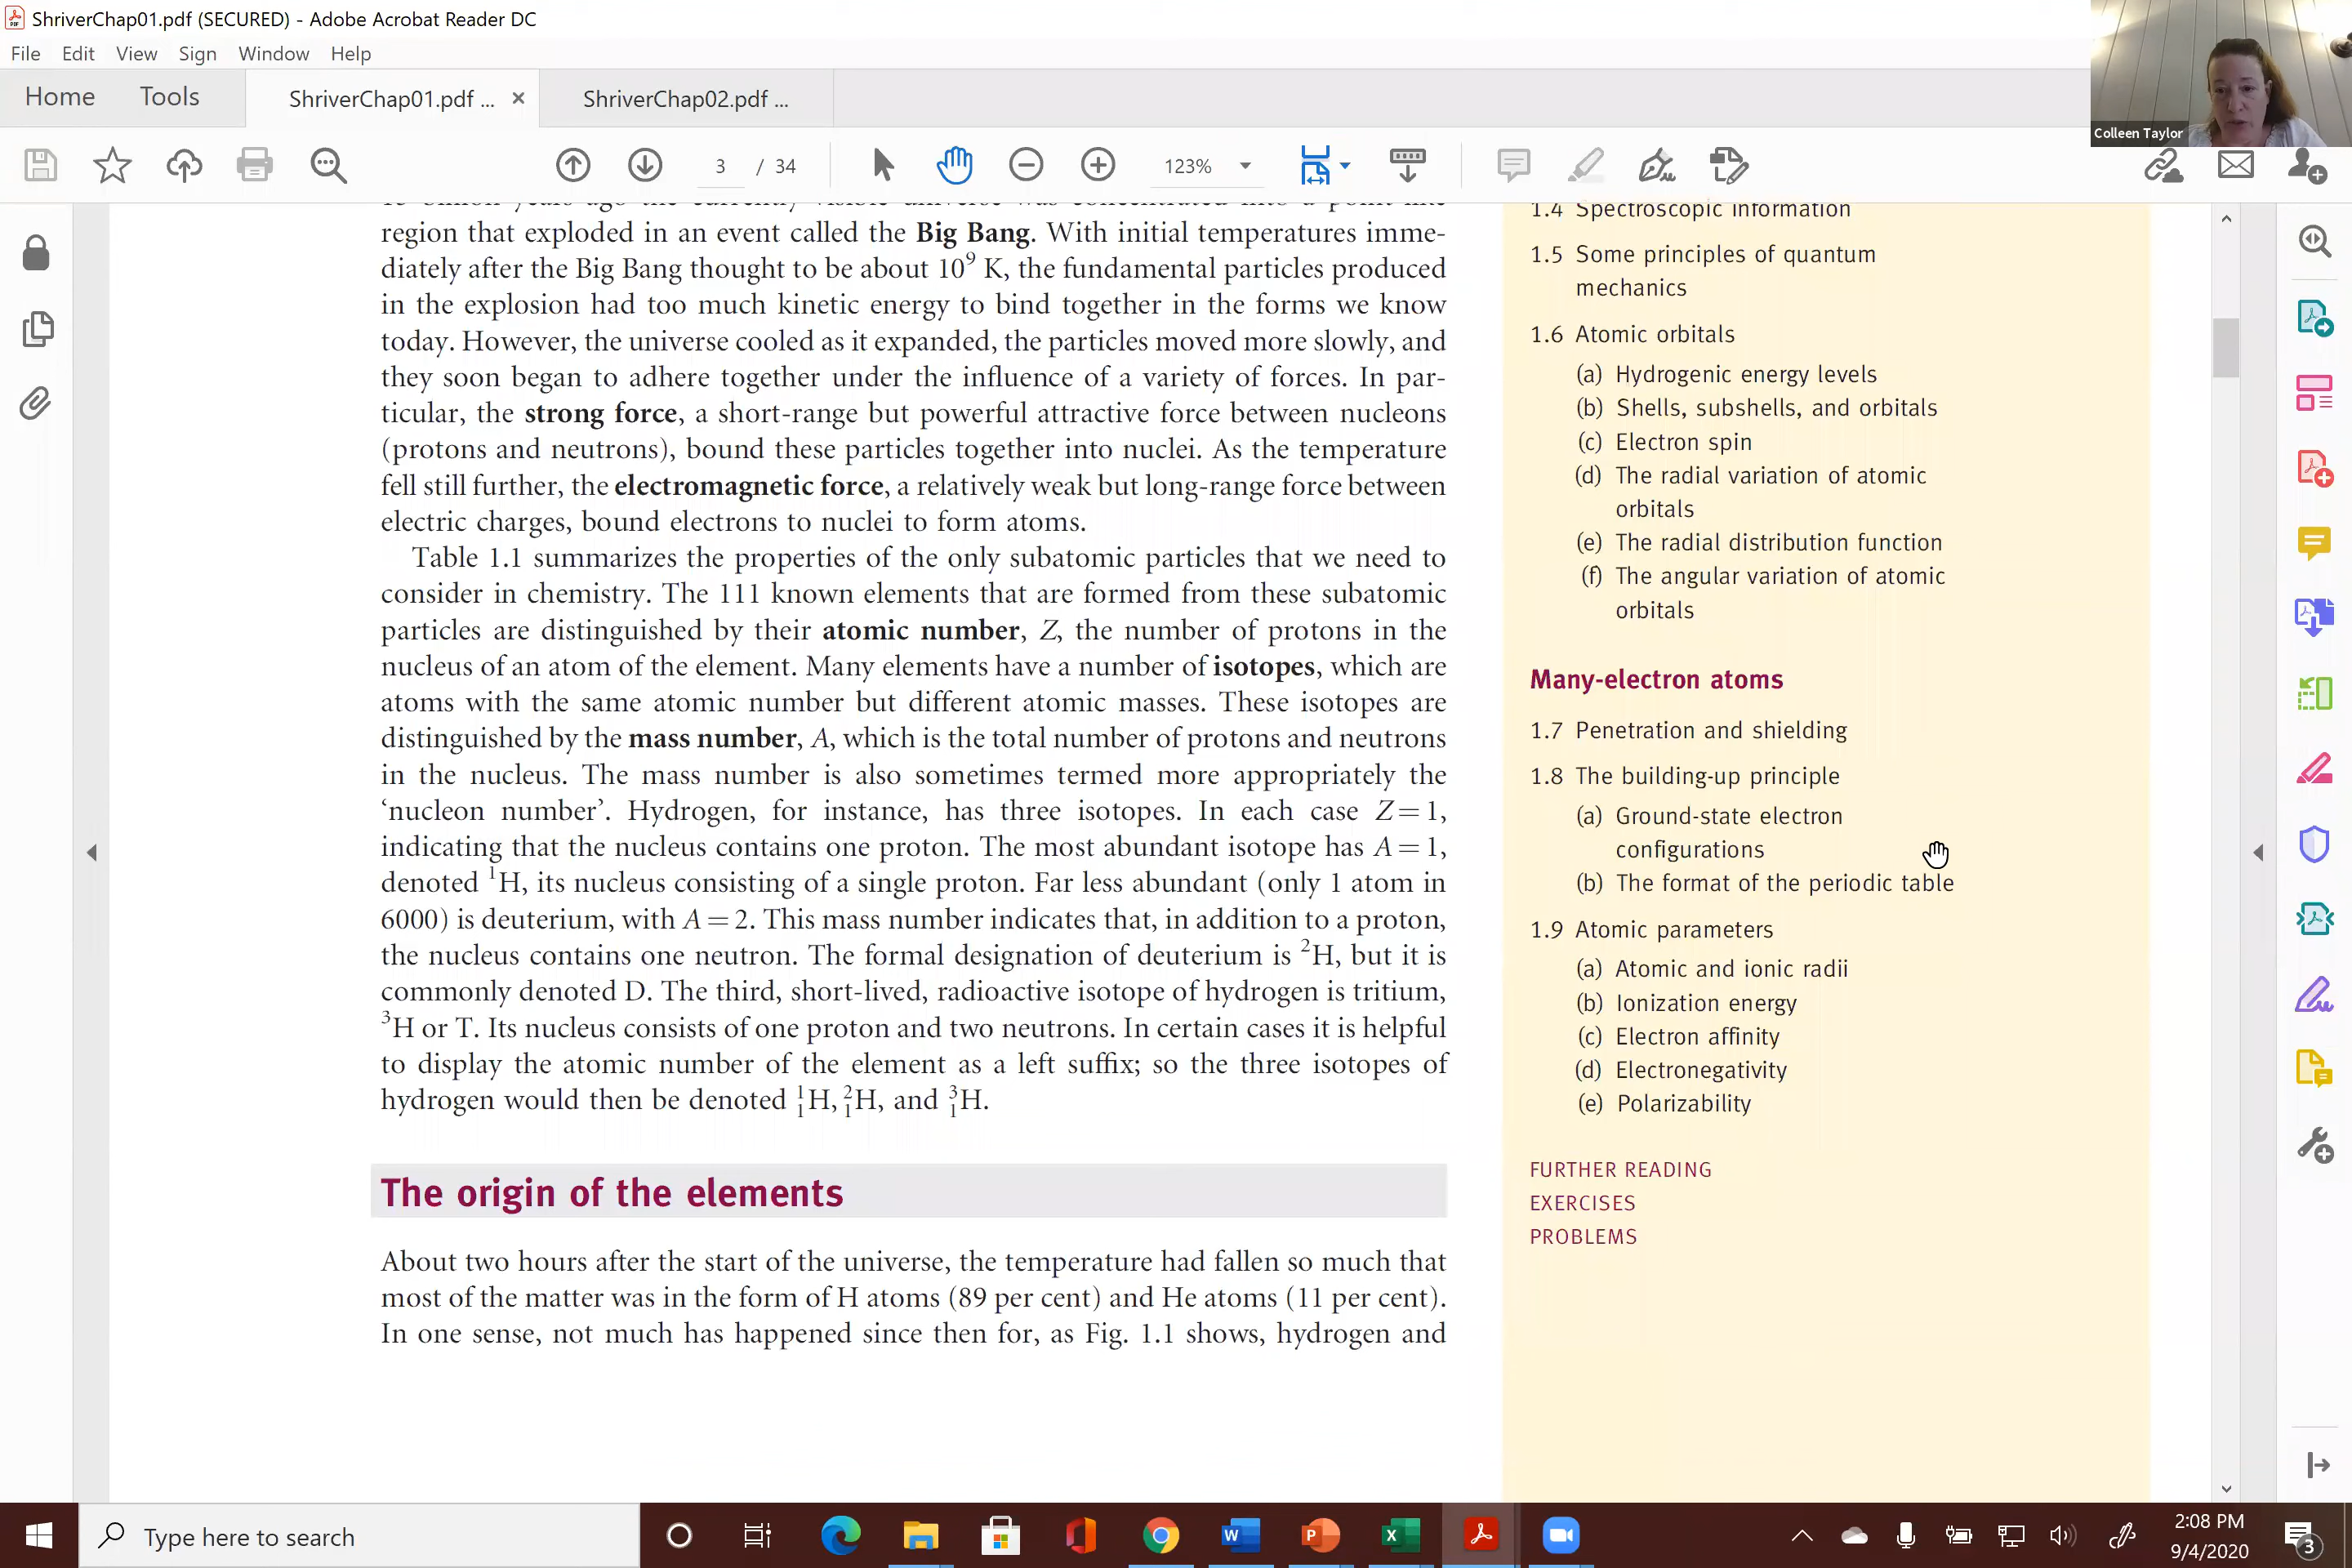 ShriverChap01.pdf (SECURED) - Adobe Acrobat Reader DC
File Edit View Sign Window Help
Home Tools ShriverChap01.pdf ... × ShriverChap02.pdf ...
Colleen Taylor
3 / 34 123%
15 billion years ago the currently visible universe was concentrated into a point-like
region that exploded in an event called the Big Bang. With initial temperatures imme-
diately after the Big Bang thought to be about 10⁹ K, the fundamental particles produced
in the explosion had too much kinetic energy to bind together in the forms we know
today. However, the universe cooled as it expanded, the particles moved more slowly, and
they soon began to adhere together under the influence of a variety of forces. In par-
ticular, the strong force, a short-range but powerful attractive force between nucleons
(protons and neutrons), bound these particles together into nuclei. As the temperature
fell still further, the electromagnetic force, a relatively weak but long-range force between
electric charges, bound electrons to nuclei to form atoms.
Table 1.1 summarizes the properties of the only subatomic particles that we need to
consider in chemistry. The 111 known elements that are formed from these subatomic
particles are distinguished by their atomic number, Z, the number of protons in the
nucleus of an atom of the element. Many elements have a number of isotopes, which are
atoms with the same atomic number but different atomic masses. These isotopes are
distinguished by the mass number, A, which is the total number of protons and neutrons
in the nucleus. The mass number is also sometimes termed more appropriately the
‘nucleon number’. Hydrogen, for instance, has three isotopes. In each case Z=1,
indicating that the nucleus contains one proton. The most abundant isotope has A=1,
denoted ¹H, its nucleus consisting of a single proton. Far less abundant (only 1 atom in
6000) is deuterium, with A=2. This mass number indicates that, in addition to a proton,
the nucleus contains one neutron. The formal designation of deuterium is ²H, but it is
commonly denoted D. The third, short-lived, radioactive isotope of hydrogen is tritium,
³H or T. Its nucleus consists of one proton and two neutrons. In certain cases it is helpful
to display the atomic number of the element as a left suffix; so the three isotopes of
hydrogen would then be denoted ¹₁H, ²₁H, and ³₁H.
The origin of the elements
About two hours after the start of the universe, the temperature had fallen so much that
most of the matter was in the form of H atoms (89 per cent) and He atoms (11 per cent).
In one sense, not much has happened since then for, as Fig. 1.1 shows, hydrogen and
1.4 Spectroscopic information
1.5 Some principles of quantum
mechanics
1.6 Atomic orbitals
(a) Hydrogenic energy levels
(b) Shells, subshells, and orbitals
(c) Electron spin
(d) The radial variation of atomic
orbitals
(e) The radial distribution function
(f) The angular variation of atomic
orbitals
Many-electron atoms
1.7 Penetration and shielding
1.8 The building-up principle
(a) Ground-state electron
configurations
(b) The format of the periodic table
1.9 Atomic parameters
(a) Atomic and ionic radii
(b) Ionization energy
(c) Electron affinity
(d) Electronegativity
(e) Polarizability
FURTHER READING
EXERCISES
PROBLEMS
Type here to search
2:08 PM
9/4/2020
3